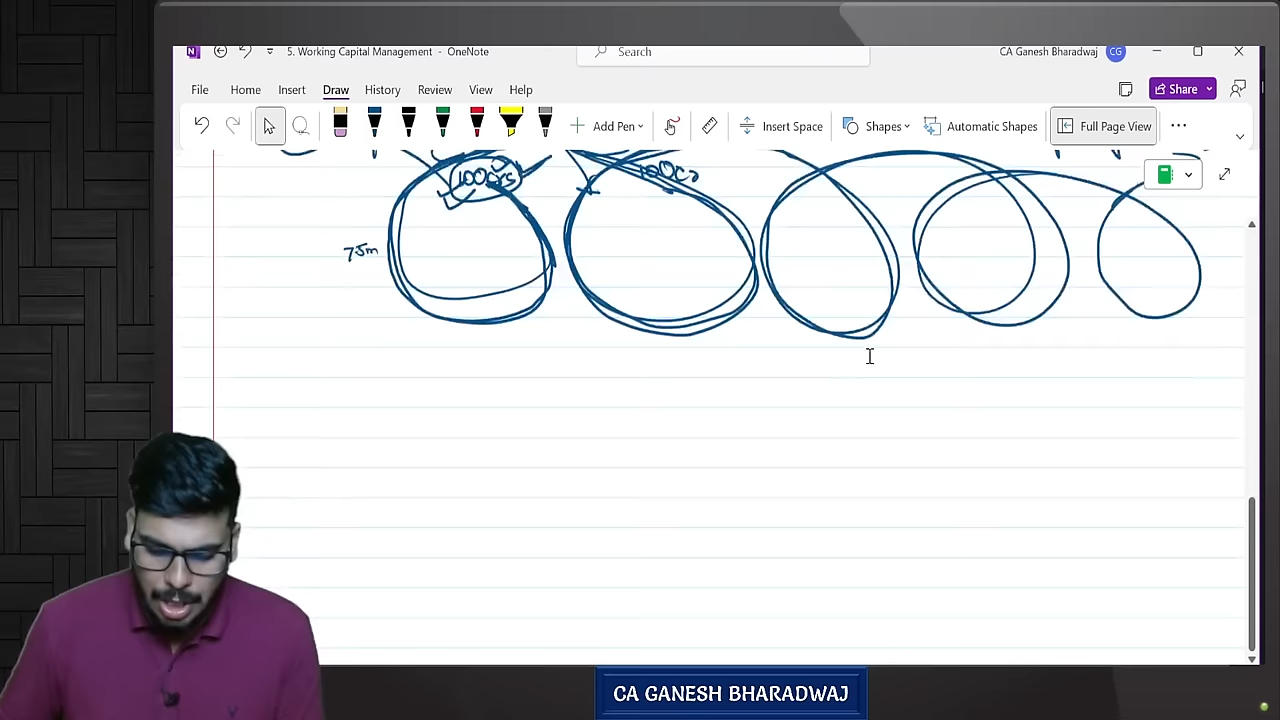 5. Working Capital Management - OneNote
Search
CA Ganesh Bharadwaj
CG
File
Home
Insert
Draw
History
Review
View
Help
Share
Add Pen
Insert Space
Shapes
Automatic Shapes
Full Page View
100Crs
75m
CA GANESH BHARADWAJ